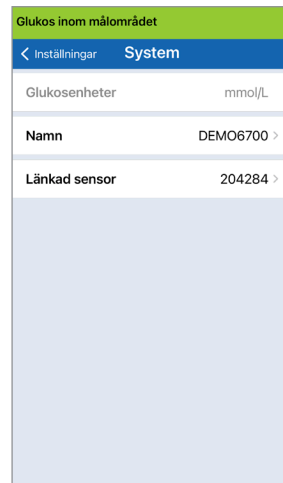 Glukos inom målområdet
Inställningar System
Glukosenheter mmol/L
Namn DEMO6700
Länkad sensor 204284